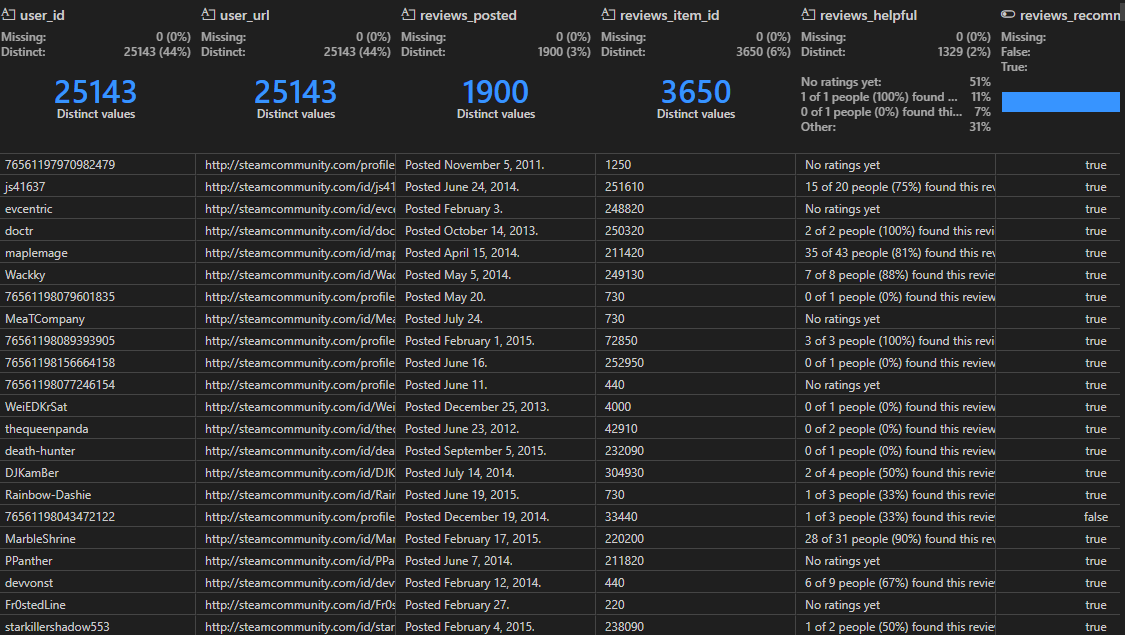 user_id user_url reviews_posted reviews_item_id reviews_helpful reviews_recomn
Missing: 0 (0%) Missing: 0 (0%) Missing: 0 (0%) Missing: 0 (0%) Missing: 0 (0%) Missing:
Distinct: 25143 (44%) Distinct: 25143 (44%) Distinct: 1900 (3%) Distinct: 3650 (6%) Distinct: 1329 (2%) False:
True:
25143 25143 1900 3650 No ratings yet: 51%
Distinct values Distinct values Distinct values Distinct values 1 of 1 people (100%) found ... 11%
0 of 1 people (0%) found thi... 7%
Other: 31%
76561197970982479 http://steamcommunity.com/profile Posted November 5, 2011. 1250 No ratings yet true
js41637 http://steamcommunity.com/id/js41 Posted June 24, 2014. 251610 15 of 20 people (75%) found this rev true
evcentric http://steamcommunity.com/id/evce Posted February 3. 248820 No ratings yet true
doctr http://steamcommunity.com/id/doc Posted October 14, 2013. 250320 2 of 2 people (100%) found this revi true
maplemage http://steamcommunity.com/id/map Posted April 15, 2014. 211420 35 of 43 people (81%) found this rev true
Wackky http://steamcommunity.com/id/Wac Posted May 5, 2014. 249130 7 of 8 people (88%) found this review true
76561198079601835 http://steamcommunity.com/profile Posted May 20. 730 0 of 1 people (0%) found this review true
MeaTCompany http://steamcommunity.com/id/Mea Posted July 24. 730 No ratings yet true
76561198089393905 http://steamcommunity.com/profile Posted February 1, 2015. 72850 3 of 3 people (100%) found this revi true
76561198156664158 http://steamcommunity.com/profile Posted June 16. 252950 0 of 1 people (0%) found this review true
76561198077246154 http://steamcommunity.com/profile Posted June 11. 440 No ratings yet true
WeiEDKrSat http://steamcommunity.com/id/Wei Posted December 25, 2013. 4000 0 of 1 people (0%) found this review true
thequeenpanda http://steamcommunity.com/id/theq Posted June 23, 2012. 42910 0 of 2 people (0%) found this review true
death-hunter http://steamcommunity.com/id/dea Posted September 5, 2015. 232090 0 of 1 people (0%) found this review true
DJKamBer http://steamcommunity.com/id/DJK Posted July 14, 2014. 304930 2 of 4 people (50%) found this revie true
Rainbow-Dashie http://steamcommunity.com/id/Rair Posted June 19, 2015. 730 1 of 3 people (33%) found this revie true
76561198043472122 http://steamcommunity.com/profile Posted December 19, 2014. 33440 1 of 3 people (33%) found this revie false
MarbleShrine http://steamcommunity.com/id/Mar Posted February 17, 2015. 220200 28 of 31 people (90%) found this rev true
PPanther http://steamcommunity.com/id/PPa Posted June 7, 2014. 211820 No ratings yet true
devvonst http://steamcommunity.com/id/dev Posted February 12, 2014. 440 6 of 9 people (67%) found this revie true
Fr0stedLine http://steamcommunity.com/id/Fr0s Posted February 27. 220 No ratings yet true
starkillershadow553 http://steamcommunity.com/id/star Posted February 4, 2015. 238090 1 of 2 people (50%) found this revie true